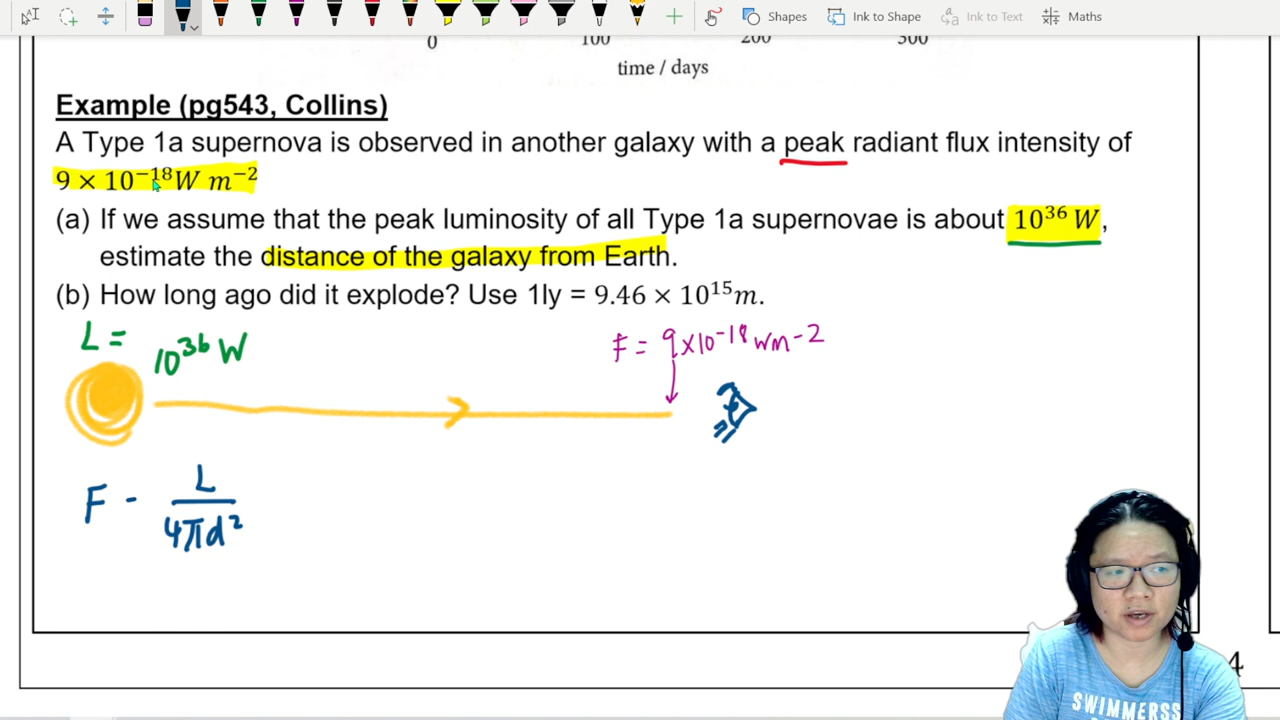 Shapes Ink to Shape Ink to Text Maths
0 100 200 300
time / days
Example (pg543, Collins)
A Type 1a supernova is observed in another galaxy with a peak radiant flux intensity of
9 × 10⁻¹⁸ W m⁻²
(a) If we assume that the peak luminosity of all Type 1a supernovae is about 10³⁶ W,
estimate the distance of the galaxy from Earth.
(b) How long ago did it explode? Use 1ly = 9.46 × 10¹⁵m.
L = 10³⁶ W
F = 9×10⁻¹⁸ Wm-2
F - L
4πd²
4
SWIMMERSS